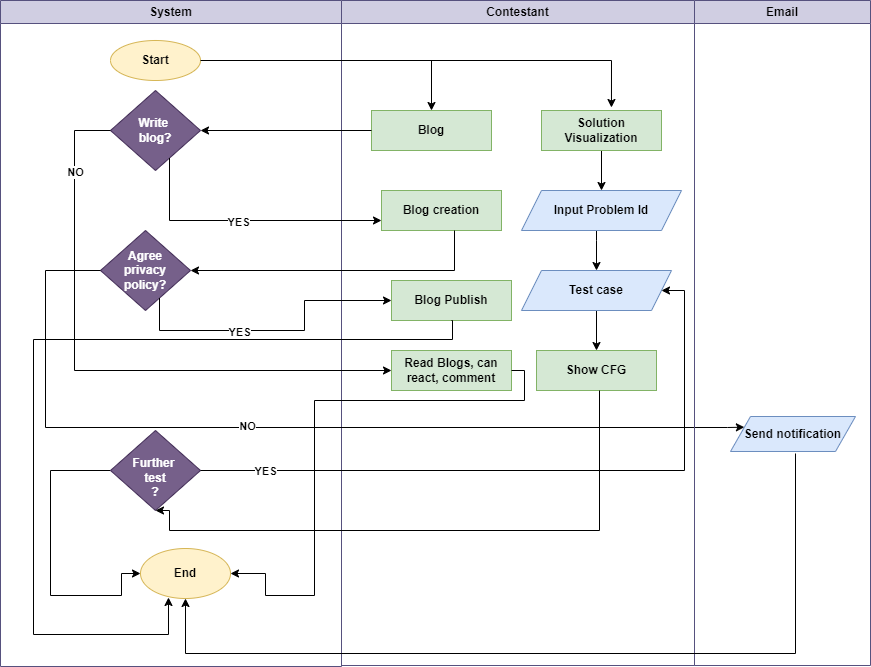 System
Contestant
Email
Start
Write
blog?
Blog
Solution
Visualization
NO
YES
Blog creation
Input Problem Id
Agree
privacy
policy?
Blog Publish
Test case
YES
Read Blogs, can
react, comment
Show CFG
NO
Send notification
Further
test
?
YES
End